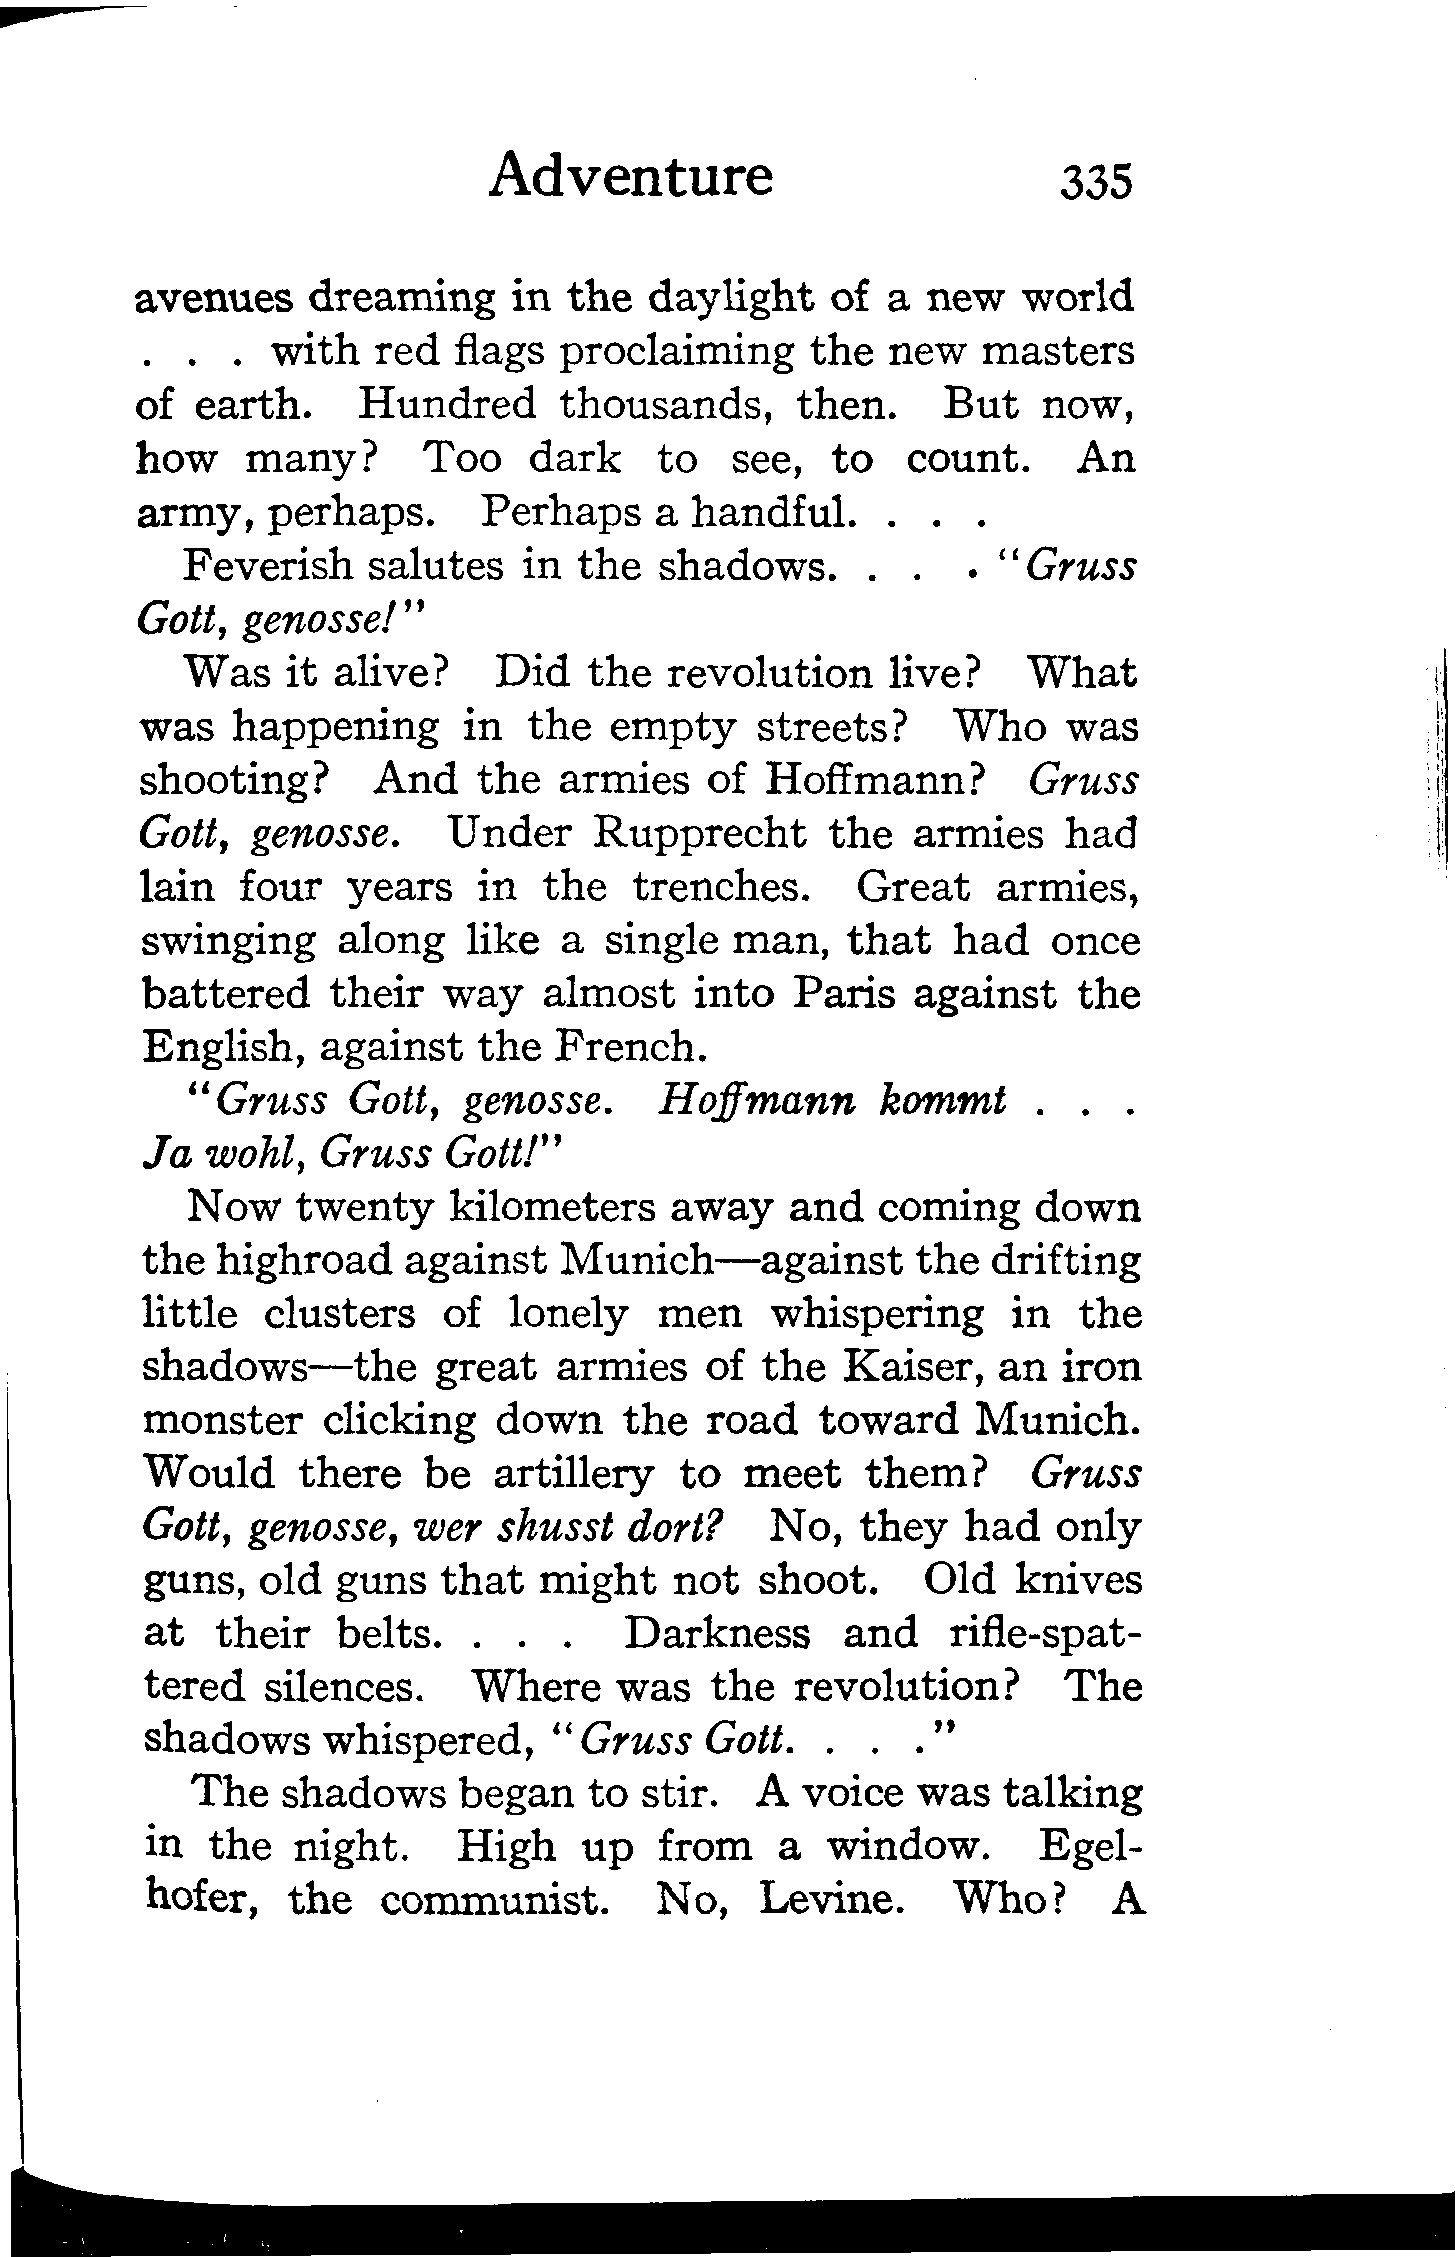 Adventure 335
avenues dreaming in the daylight of a new world
. . . with red flags proclaiming the new masters
of earth. Hundred thousands, then. But now,
how many? Too dark to see, to count. An
army, perhaps. Perhaps a handful. . . .
Feverish salutes in the shadows. . . . "Gruss
Gott, genosse!"
Was it alive? Did the revolution live? What
was happening in the empty streets? Who was
shooting? And the armies of Hoffmann? Gruss
Gott, genosse. Under Rupprecht the armies had
lain four years in the trenches. Great armies,
swinging along like a single man, that had once
battered their way almost into Paris against the
English, against the French.
"Gruss Gott, genosse. Hoffmann kommt . . .
Ja wohl, Gruss Gott!"
Now twenty kilometers away and coming down
the highroad against Munich—against the drifting
little clusters of lonely men whispering in the
shadows—the great armies of the Kaiser, an iron
monster clicking down the road toward Munich.
Would there be artillery to meet them? Gruss
Gott, genosse, wer shusst dort? No, they had only
guns, old guns that might not shoot. Old knives
at their belts. . . . Darkness and rifle-spat-
tered silences. Where was the revolution? The
shadows whispered, "Gruss Gott. . . ."
The shadows began to stir. A voice was talking
in the night. High up from a window. Egel-
hofer, the communist. No, Levine. Who? A